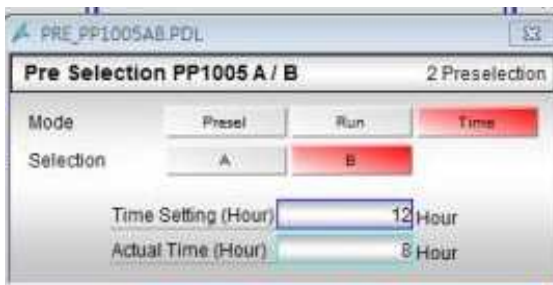 PRE_PP1005AB.PDL
Pre Selection PP1005 A / B 2 Preselection
Mode Presel Run Time
Selection A B
Time Setting (Hour) 12 Hour
Actual Time (Hour) 8 Hour